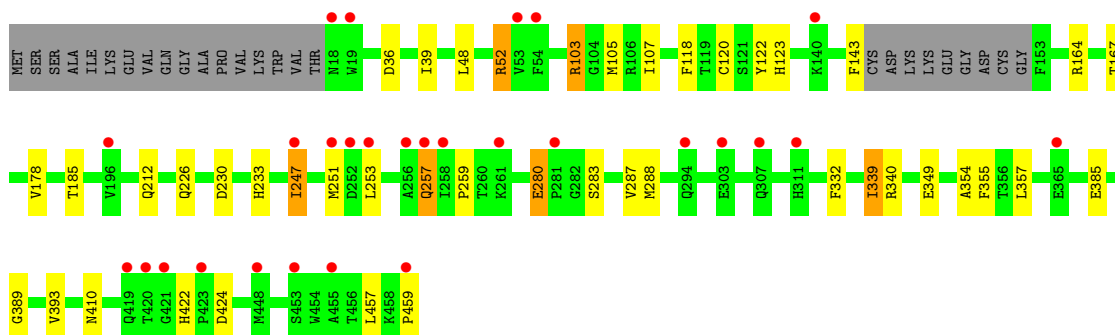 MET SER SER ALA ILE LYS GLU VAL GLN GLY ALA PRO VAL LYS TRP VAL THR N18 W19 D36 I39 L48 R52 V53 F54 R103 G104 M105 R106 I107 F118 T119 C120 S121 Y122 H123 K140 F143 CYS ASP LYS LYS GLU GLY ASP CYS GLY F153 R164 T167
V178 T185 V196 Q212 Q226 D230 H233 I247 M251 D252 L253 A256 Q257 I258 P259 T260 K261 E280 P281 G282 S283 V287 M288 Q294 E303 Q307 H311 F332 I339 R340 E349 A354 F355 T356 L357 E365 E385
G389 V393 N410 Q419 T420 G421 H422 P423 D424 M448 S453 W454 A455 T456 L457 K458 P459